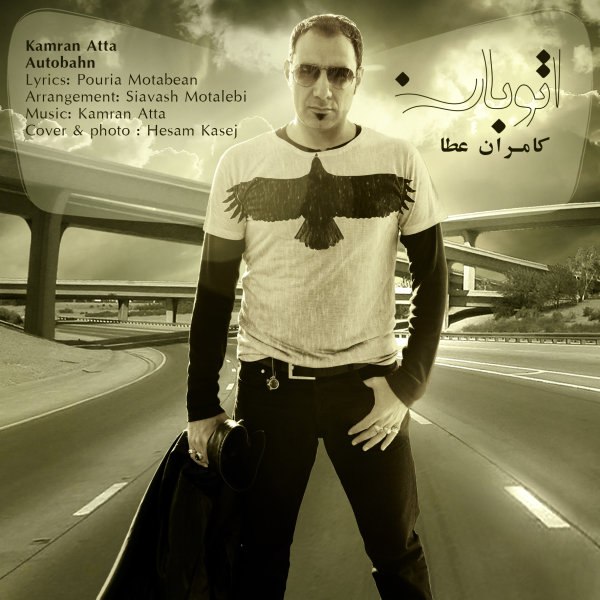 Kamran Atta
Autobahn
Lyrics: Pouria Motabean
Arrangement: Siavash Motalebi
Music: Kamran Atta
Cover & photo : Hesam Kasej
اتوبان
کامران عطا